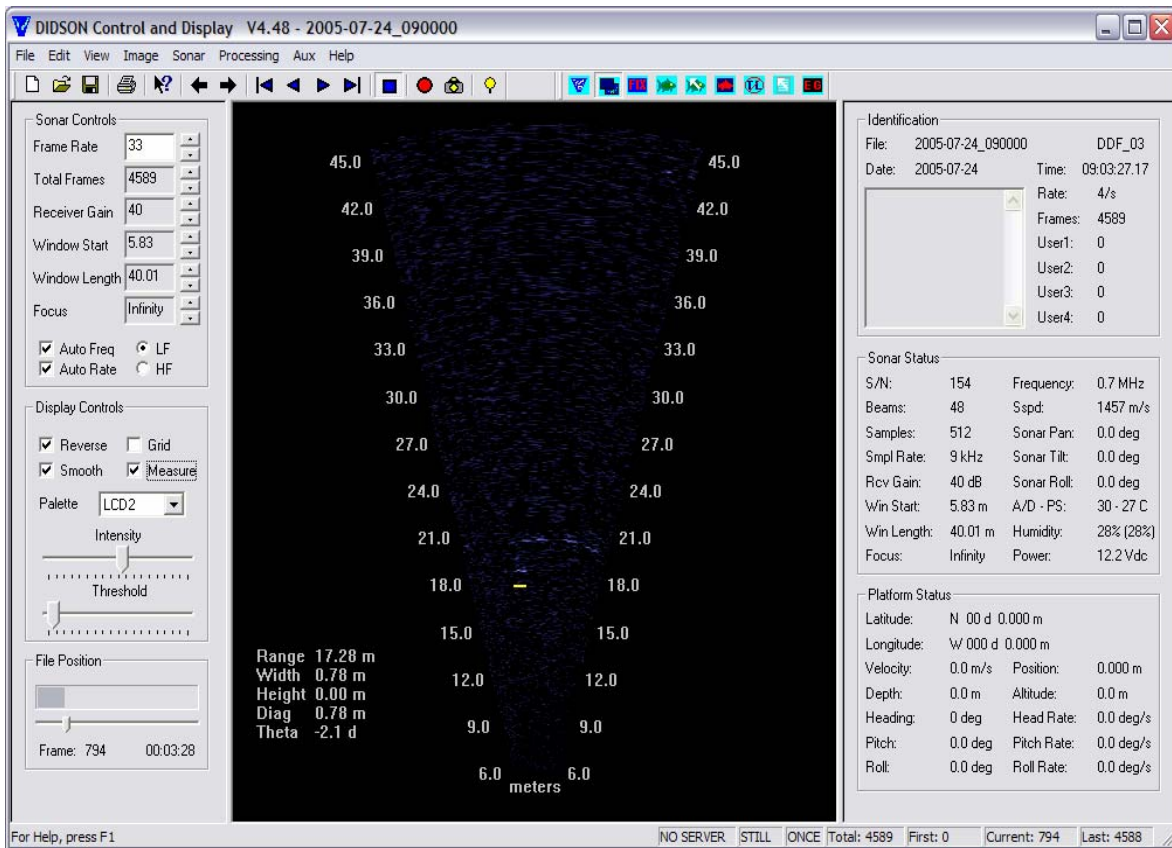 DIDSON Control and Display V4.48 - 2005-07-24_090000
File Edit View Image Sonar Processing Aux Help
FIX
EG
Sonar Controls
Frame Rate 33
Total Frames 4589
Receiver Gain 40
Window Start 5.83
Window Length 40.01
Focus Infinity
Auto Freq LF
Auto Rate HF
Display Controls
Reverse Grid
Smooth Measure
Palette LCD2
Intensity
Threshold
File Position
Frame: 794 00:03:28
45.0 45.0
42.0 42.0
39.0 39.0
36.0 36.0
33.0 33.0
30.0 30.0
27.0 27.0
24.0 24.0
21.0 21.0
18.0 18.0
15.0 15.0
12.0 12.0
9.0 9.0
6.0 6.0
meters
Range 17.28 m
Width 0.78 m
Height 0.00 m
Diag 0.78 m
Theta -2.1 d
Identification
File: 2005-07-24_090000 DDF_03
Date: 2005-07-24 Time: 09:03:27.17
Rate: 4/s
Frames: 4589
User1: 0
User2: 0
User3: 0
User4: 0
Sonar Status
S/N: 154 Frequency: 0.7 MHz
Beams: 48 Sspd: 1457 m/s
Samples: 512 Sonar Pan: 0.0 deg
Smpl Rate: 9 kHz Sonar Tilt: 0.0 deg
Rcv Gain: 40 dB Sonar Roll: 0.0 deg
Win Start: 5.83 m A/D - PS: 30 - 27 C
Win Length: 40.01 m Humidity: 28% (28%)
Focus: Infinity Power: 12.2 Vdc
Platform Status
Latitude: N 00 d 0.000 m
Longitude: W 000 d 0.000 m
Velocity: 0.0 m/s Position: 0.000 m
Depth: 0.0 m Altitude: 0.0 m
Heading: 0 deg Head Rate: 0.0 deg/s
Pitch: 0.0 deg Pitch Rate: 0.0 deg/s
Roll: 0.0 deg Roll Rate: 0.0 deg/s
For Help, press F1 NO SERVER STILL ONCE Total: 4589 First: 0 Current: 794 Last: 4588